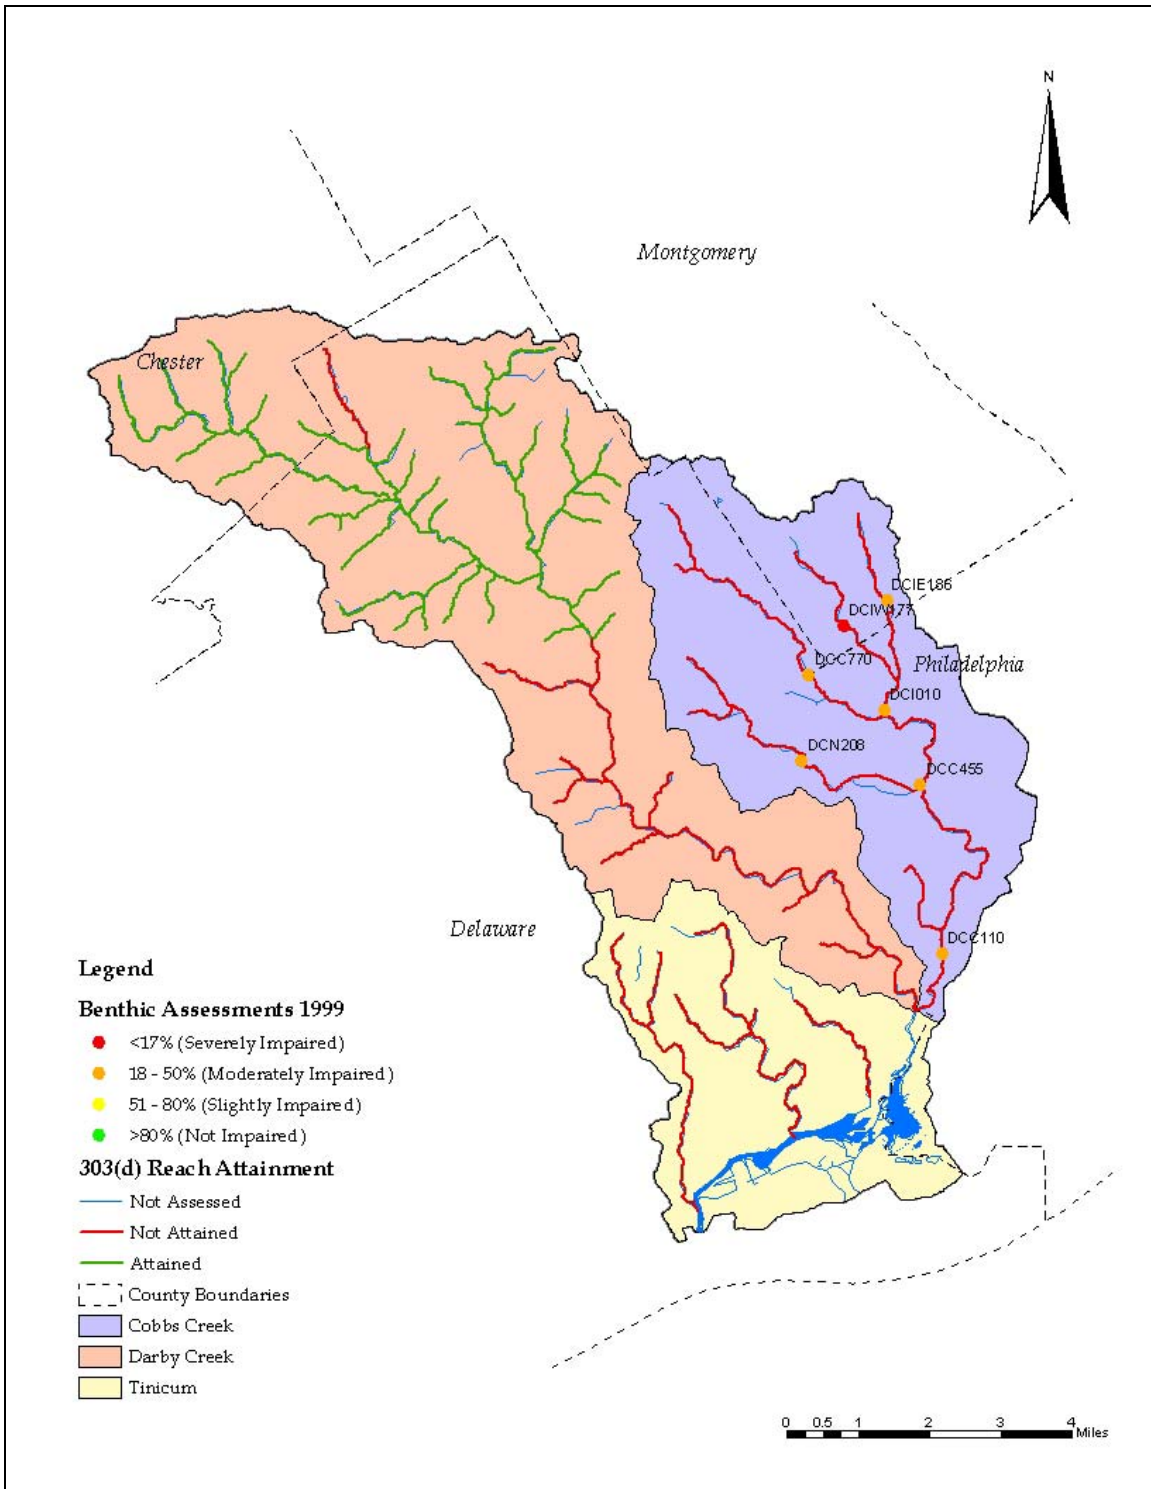 N
Montgomery
Chester
DCIE186
DCIW177
DCC770
Philadelphia
DCI010
DCN208
DCC455
Delaware
DCC110
Legend
Benthic Assessments 1999
<17% (Severely Impaired)
18 - 50% (Moderately Impaired)
51 - 80% (Slightly Impaired)
>80% (Not Impaired)
303(d) Reach Attainment
Not Assessed
Not Attained
Attained
County Boundaries
Cobbs Creek
Darby Creek
Tinicum
0 0.5 1 2 3 4
Miles